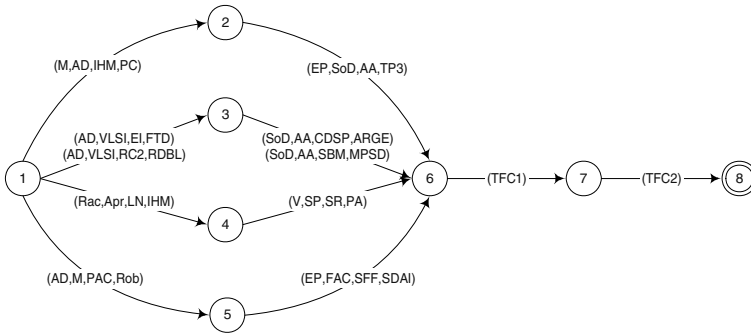 2
(M,AD,IHM,PC)
(EP,SoD,AA,TP3)
3
(AD,VLSI,EI,FTD)
(AD,VLSI,RC2,RDBL)
(SoD,AA,CDSP,ARGE)
(SoD,AA,SBM,MPSD)
1
6
(TFC1)
7
(TFC2)
8
(Rac,Apr,LN,IHM)
4
(V,SP,SR,PA)
(AD,M,PAC,Rob)
(EP,FAC,SFF,SDAI)
5